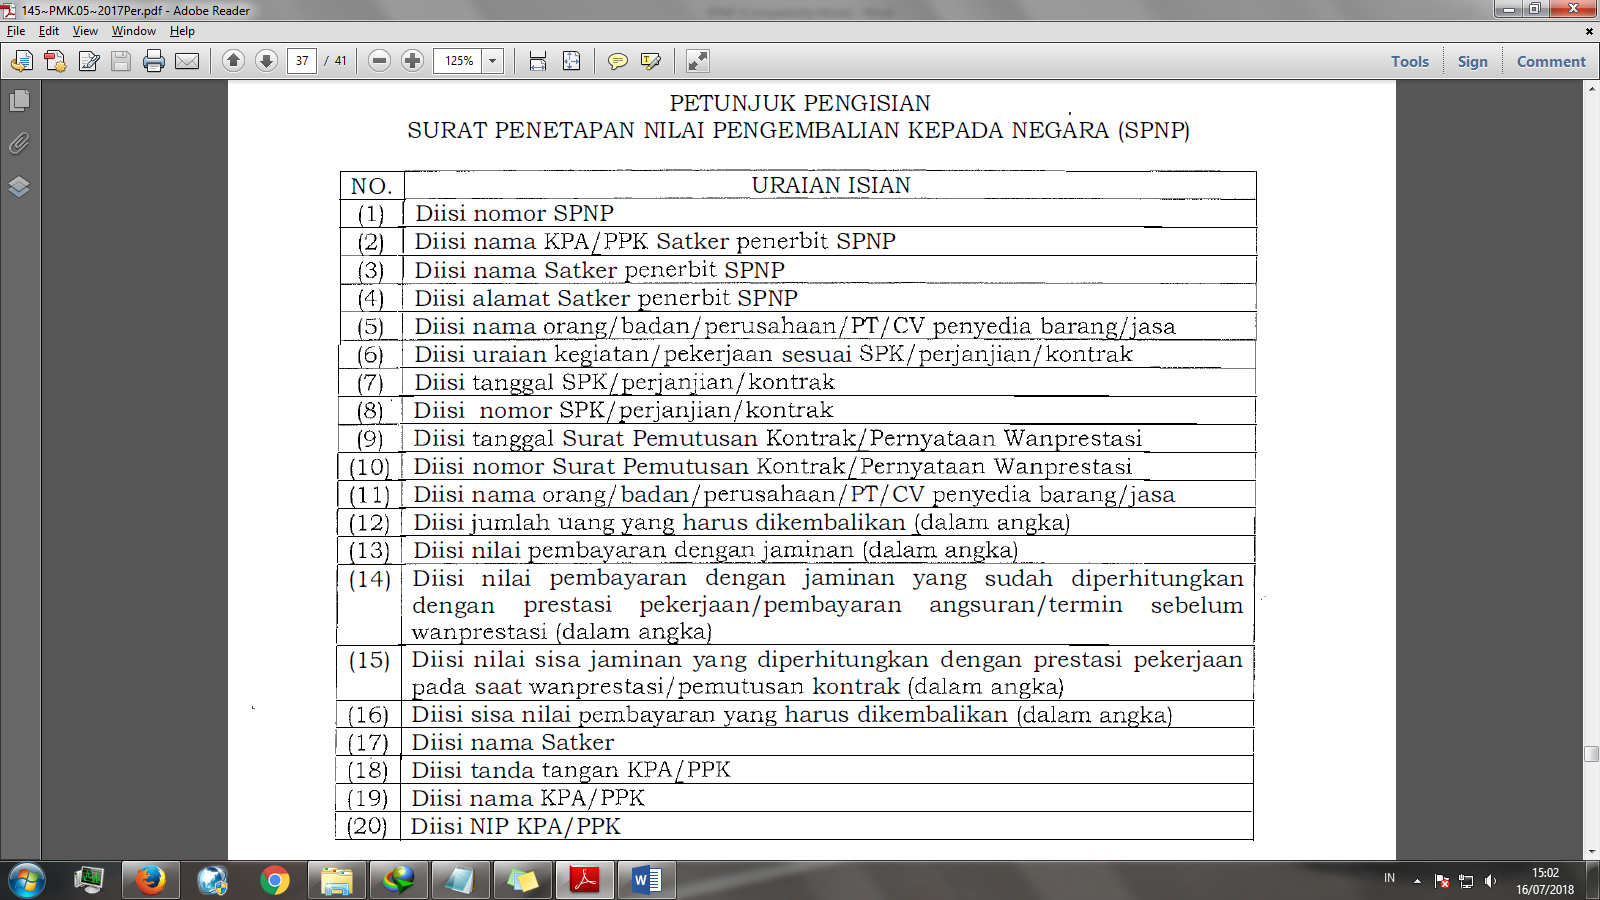 145~PMK.05~2017Per.pdf - Adobe Reader
File Edit View Window Help
37 / 41 125% Tools Sign Comment
PETUNJUK PENGISIAN
SURAT PENETAPAN NILAI PENGEMBALIAN KEPADA NEGARA (SPNP)
NO. URAIAN ISIAN
(1) Diisi nomor SPNP
(2) Diisi nama KPA/PPK Satker penerbit SPNP
(3) Diisi nama Satker penerbit SPNP
(4) Diisi alamat Satker penerbit SPNP
(5) Diisi nama orang/badan/perusahaan/PT/CV penyedia barang/jasa
(6) Diisi uraian kegiatan/pekerjaan sesuai SPK/perjanjian/kontrak
(7) Diisi tanggal SPK/perjanjian/kontrak
(8) Diisi nomor SPK/perjanjian/kontrak
(9) Diisi tanggal Surat Pemutusan Kontrak/Pernyataan Wanprestasi
(10) Diisi nomor Surat Pemutusan Kontrak/Pernyataan Wanprestasi
(11) Diisi nama orang/badan/perusahaan/PT/CV penyedia barang/jasa
(12) Diisi jumlah uang yang harus dikembalikan (dalam angka)
(13) Diisi nilai pembayaran dengan jaminan (dalam angka)
(14) Diisi nilai pembayaran dengan jaminan yang sudah diperhitungkan
dengan prestasi pekerjaan/pembayaran angsuran/termin sebelum
wanprestasi (dalam angka)
(15) Diisi nilai sisa jaminan yang diperhitungkan dengan prestasi pekerjaan
pada saat wanprestasi/pemutusan kontrak (dalam angka)
(16) Diisi sisa nilai pembayaran yang harus dikembalikan (dalam angka)
(17) Diisi nama Satker
(18) Diisi tanda tangan KPA/PPK
(19) Diisi nama KPA/PPK
(20) Diisi NIP KPA/PPK
IN 15:02
16/07/2018